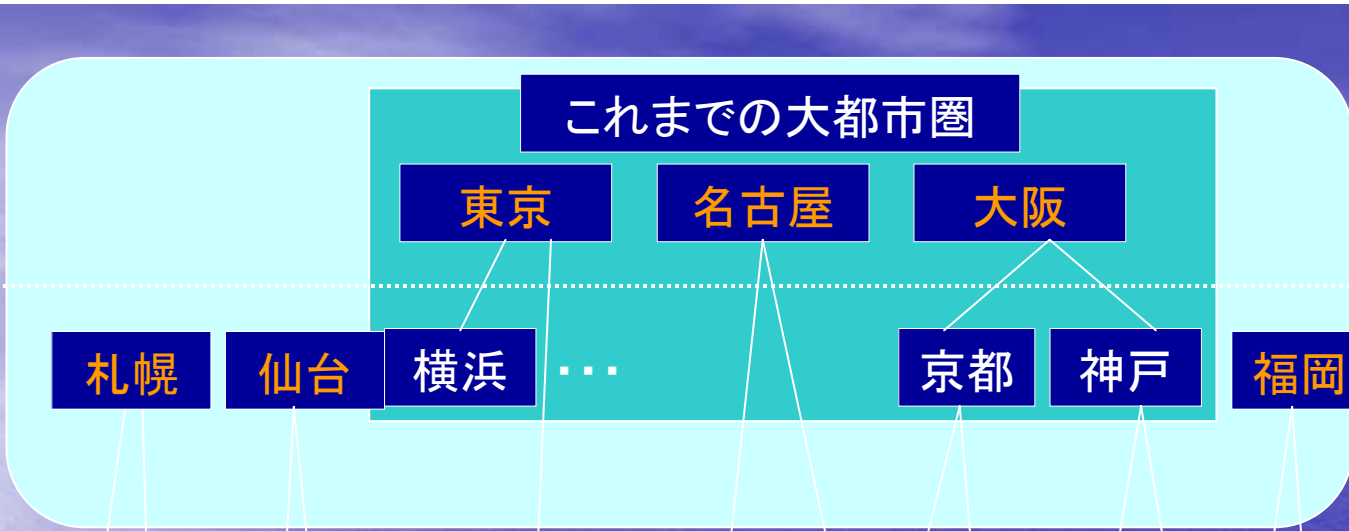 これまでの大都市圏
東京 名古屋 大阪
札幌 仙台 横浜 ・・・ 京都 神戸 福岡